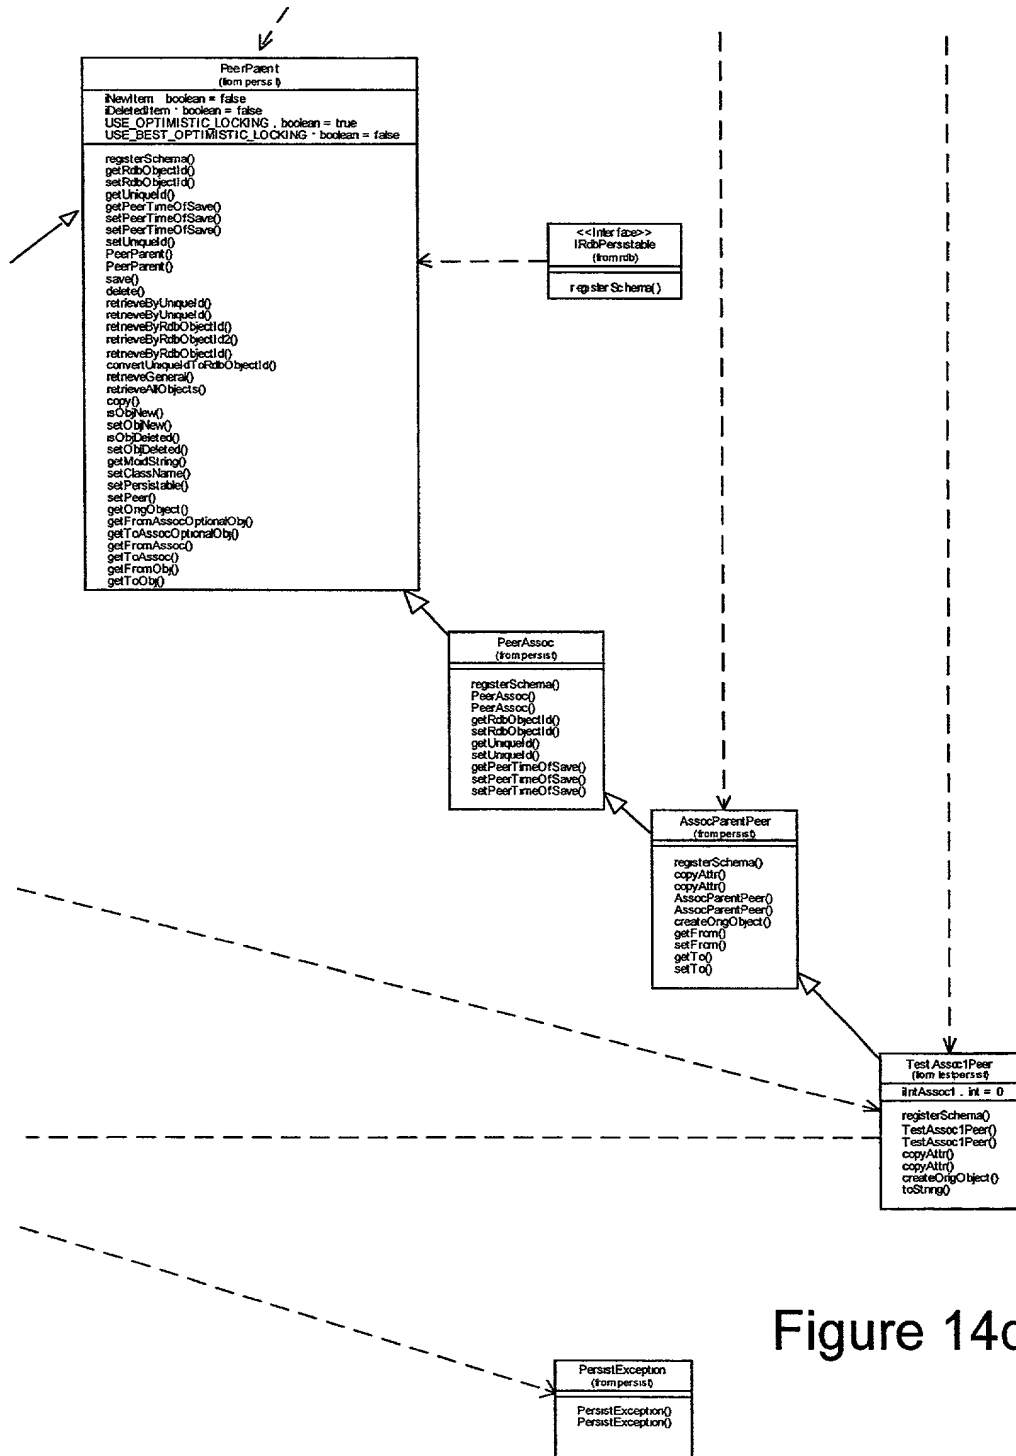 PeerParent
(from persist)
iNewItem boolean = false
iDeletedItem · boolean = false
USE_OPTIMISTIC_LOCKING . boolean = true
USE_BEST_OPTIMISTIC_LOCKING · boolean = false
registerSchema()
getRdbObjectId()
setRdbObjectId()
getUniqueId()
getPeerTimeOfSave()
setPeerTimeOfSave()
setPeerTimeOfSave()
setUniqueId()
PeerParent()
PeerParent()
save()
delete()
retrieveByUniqueId()
retrieveByUniqueId()
retrieveByRdbObjectId()
retrieveByRdbObjectId2()
retrieveByRdbObjectId()
convertUniqueIdToRdbObjectId()
retrieveGeneral()
retrieveAllObjects()
copy()
isObjNew()
setObjNew()
isObjDeleted()
setObjDeleted()
getModString()
setClassName()
setPersistable()
setPeer()
getOrigObject()
getFromAssocOptionalObj()
getToAssocOptionalObj()
getFromAssoc()
getToAssoc()
getFromObj()
getToObj()
<<Interface>>
IRdbPersistable
(from rdb)
registerSchema()
PeerAssoc
(from persist)
registerSchema()
PeerAssoc()
PeerAssoc()
getRdbObjectId()
setRdbObjectId()
getUniqueId()
setUniqueId()
getPeerTimeOfSave()
setPeerTimeOfSave()
setPeerTimeOfSave()
AssocParentPeer
(from persist)
registerSchema()
copyAttr()
copyAttr()
AssocParentPeer()
AssocParentPeer()
createOrigObject()
getFrom()
setFrom()
getTo()
setTo()
TestAssoc1Peer
(from testpersist)
iIntAssoc1 . int = 0
registerSchema()
TestAssoc1Peer()
TestAssoc1Peer()
copyAttr()
copyAttr()
createOrigObject()
toString()
Figure 14
PersistException
(from persist)
PersistException()
PersistException()